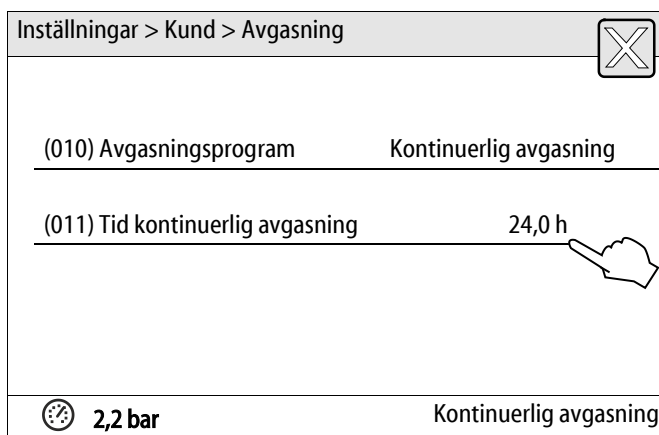 Inställningar > Kund > Avgasning
(010) Avgasningsprogram Kontinuerlig avgasning
(011) Tid kontinuerlig avgasning 24,0 h
2,2 bar Kontinuerlig avgasning